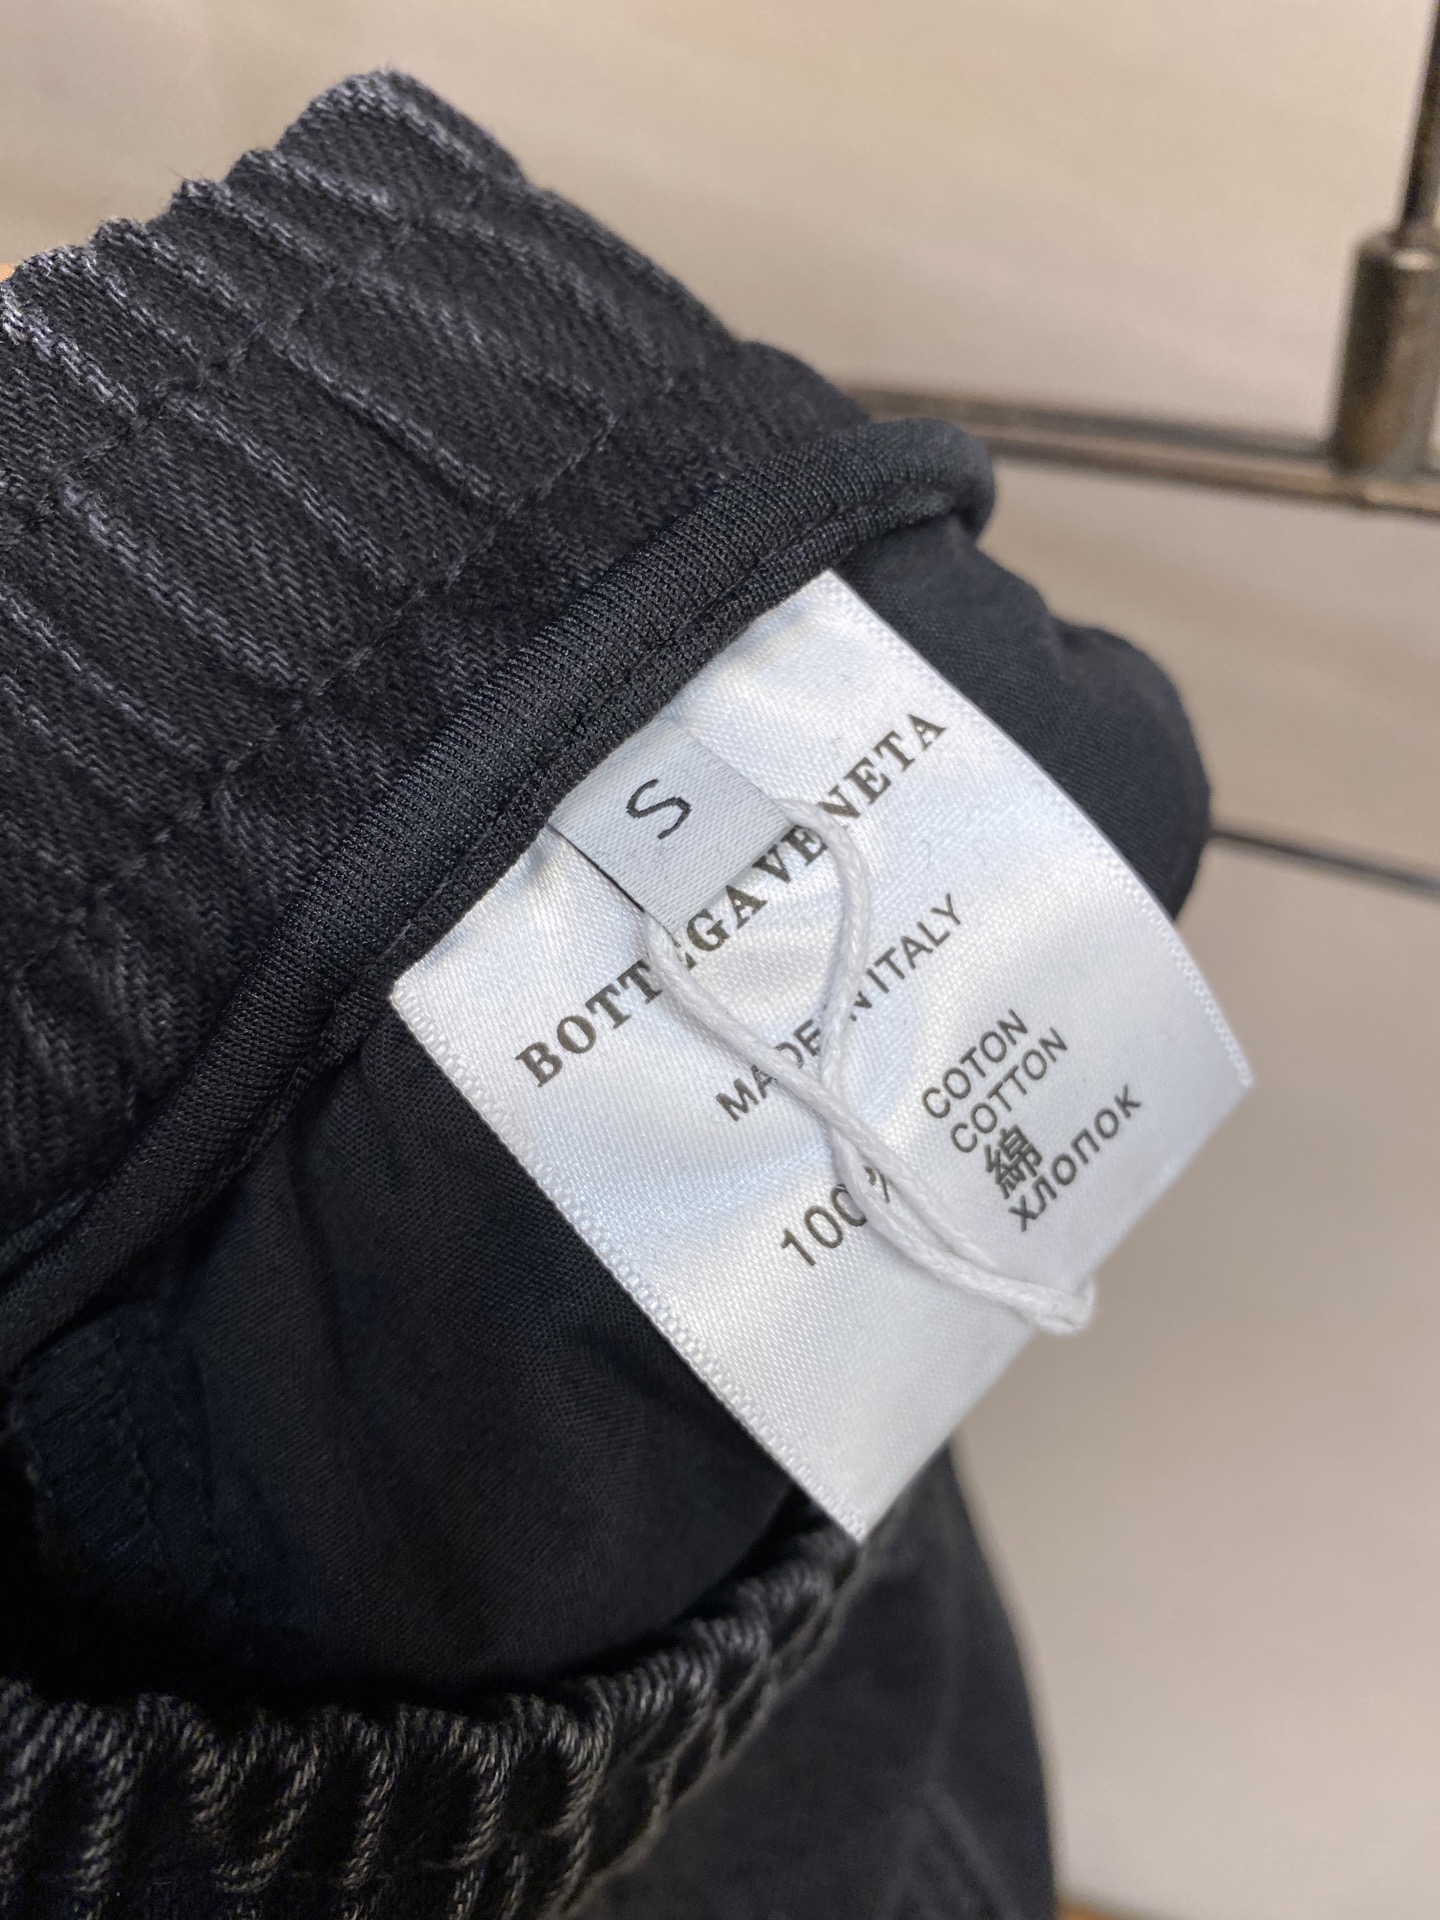 S
BOTTEGA VENETA
MADE IN ITALY
100%
COTON
COTTON
綿
хлопок